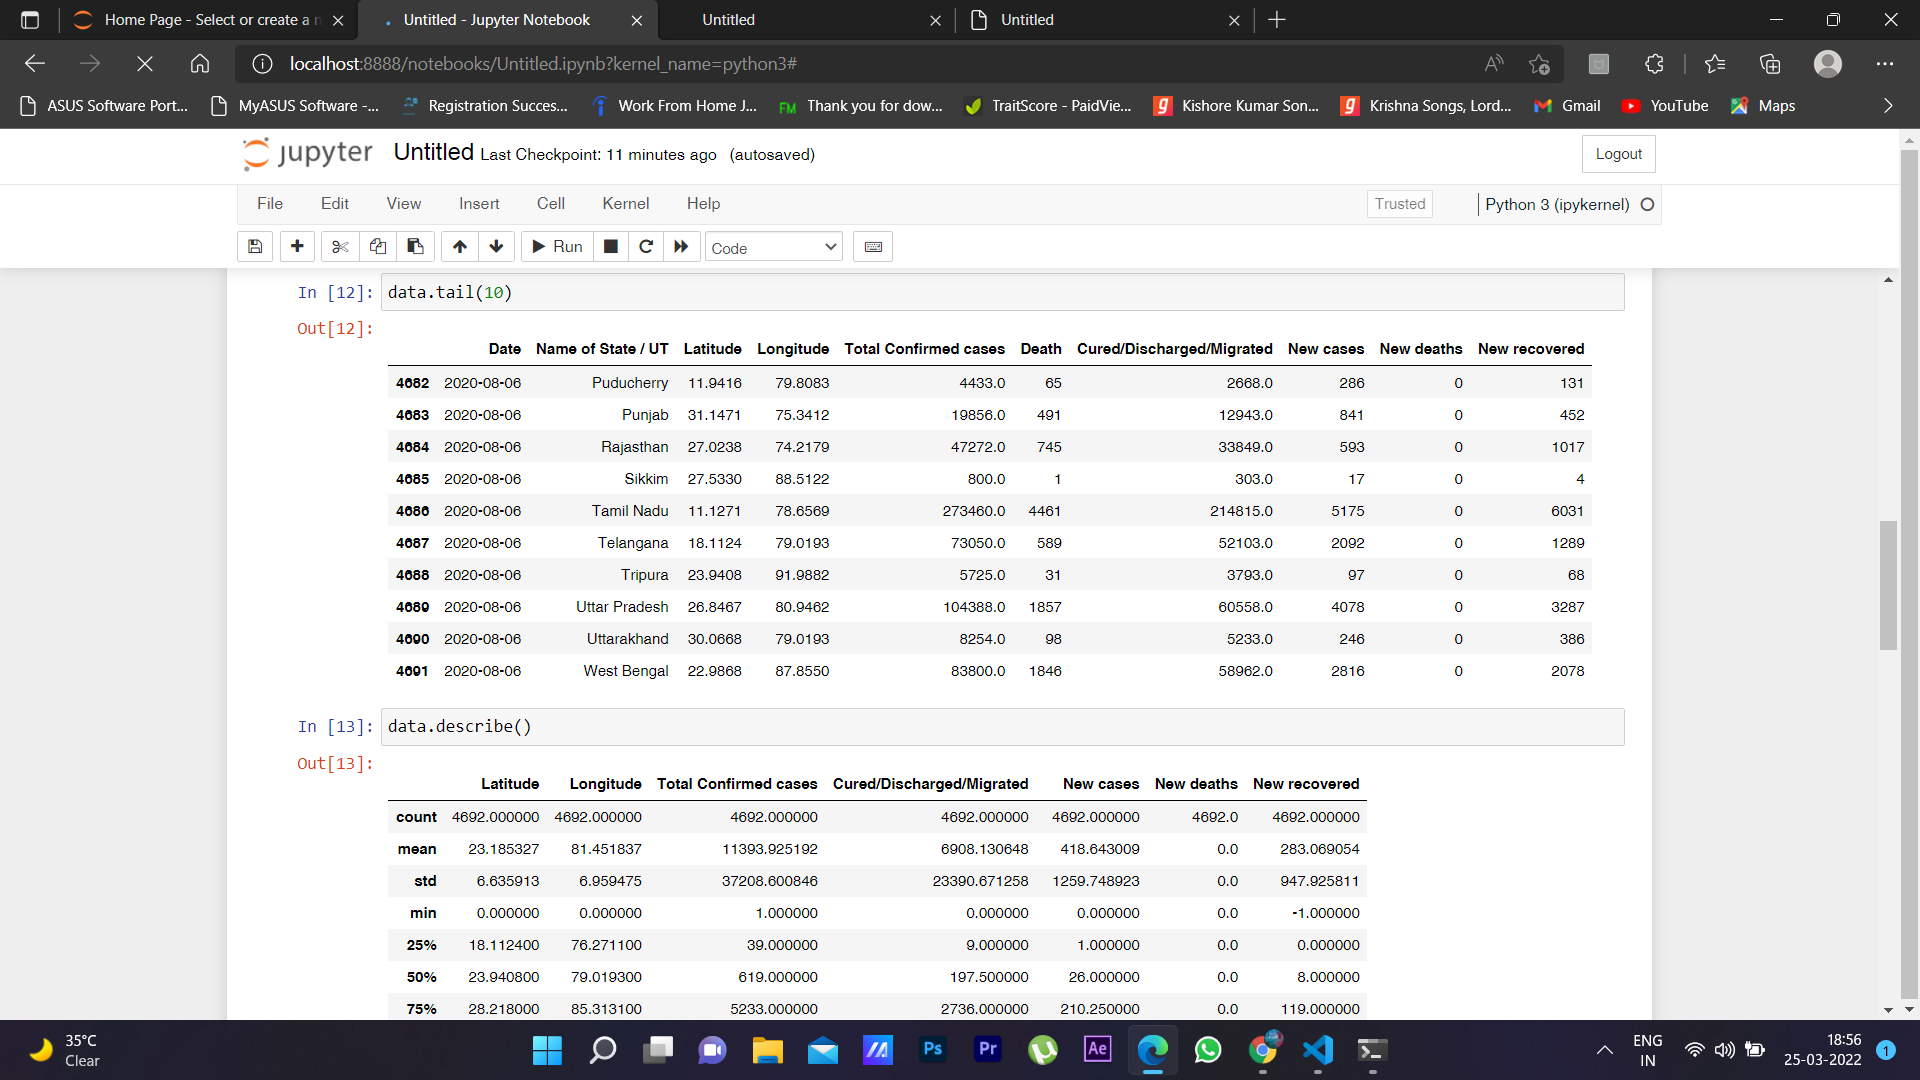 Home Page - Select or create a n
Untitled - Jupyter Notebook
Untitled
Untitled
localhost:8888/notebooks/Untitled.ipynb?kernel_name=python3#
ASUS Software Port... MyASUS Software -... Registration Succes... Work From Home J... Thank you for dow... TraitScore - PaidVie... Kishore Kumar Son... Krishna Songs, Lord... Gmail YouTube Maps
jupyter Untitled Last Checkpoint: 11 minutes ago (autosaved) Logout
File Edit View Insert Cell Kernel Help Trusted Python 3 (ipykernel)
Run Code
In [12]: data.tail(10)
Out[12]:
Date Name of State / UT Latitude Longitude Total Confirmed cases Death Cured/Discharged/Migrated New cases New deaths New recovered
4682 2020-08-06 Puducherry 11.9416 79.8083 4433.0 65 2668.0 286 0 131
4683 2020-08-06 Punjab 31.1471 75.3412 19856.0 491 12943.0 841 0 452
4684 2020-08-06 Rajasthan 27.0238 74.2179 47272.0 745 33849.0 593 0 1017
4685 2020-08-06 Sikkim 27.5330 88.5122 800.0 1 303.0 17 0 4
4686 2020-08-06 Tamil Nadu 11.1271 78.6569 273460.0 4461 214815.0 5175 0 6031
4687 2020-08-06 Telangana 18.1124 79.0193 73050.0 589 52103.0 2092 0 1289
4688 2020-08-06 Tripura 23.9408 91.9882 5725.0 31 3793.0 97 0 68
4689 2020-08-06 Uttar Pradesh 26.8467 80.9462 104388.0 1857 60558.0 4078 0 3287
4690 2020-08-06 Uttarakhand 30.0668 79.0193 8254.0 98 5233.0 246 0 386
4691 2020-08-06 West Bengal 22.9868 87.8550 83800.0 1846 58962.0 2816 0 2078
In [13]: data.describe()
Out[13]:
Latitude Longitude Total Confirmed cases Cured/Discharged/Migrated New cases New deaths New recovered
count 4692.000000 4692.000000 4692.000000 4692.000000 4692.000000 4692.0 4692.000000
mean 23.185327 81.451837 11393.925192 6908.130648 418.643009 0.0 283.069054
std 6.635913 6.959475 37208.600846 23390.671258 1259.748923 0.0 947.925811
min 0.000000 0.000000 1.000000 0.000000 0.000000 0.0 -1.000000
25% 18.112400 76.271100 39.000000 9.000000 1.000000 0.0 0.000000
50% 23.940800 79.019300 619.000000 197.500000 26.000000 0.0 8.000000
75% 28.218000 85.313100 5233.000000 2736.000000 210.250000 0.0 119.000000
35°C
Clear
Ps Pr Ae
ENG
IN
18:56
25-03-2022
1